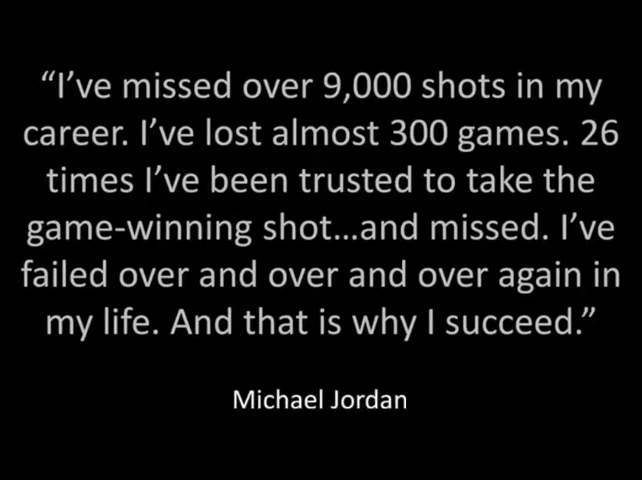 “I’ve missed over 9,000 shots in my
career. I’ve lost almost 300 games. 26
times I’ve been trusted to take the
game-winning shot…and missed. I’ve
failed over and over and over again in
my life. And that is why I succeed.”
Michael Jordan